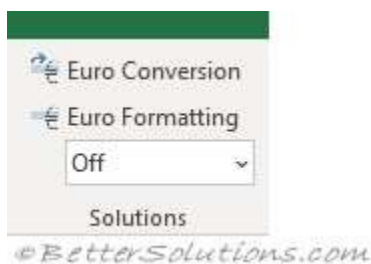 Euro Conversion
Euro Formatting
Off
Solutions
©BetterSolutions.com